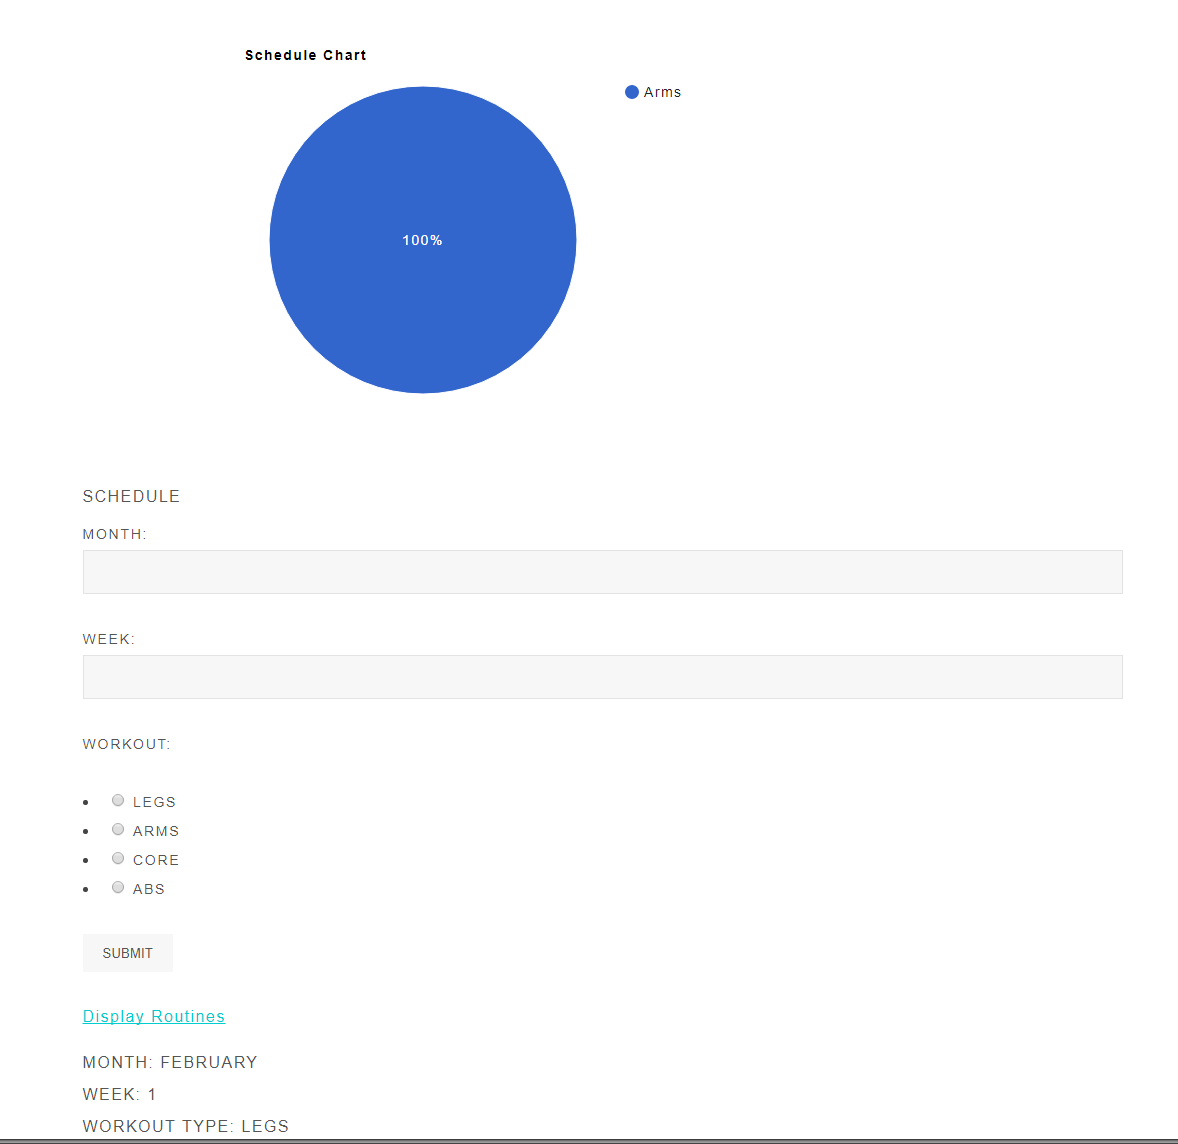 Schedule Chart
Arms
100%
SCHEDULE
MONTH:
WEEK:
WORKOUT:
LEGS
ARMS
CORE
ABS
SUBMIT
Display Routines
MONTH: FEBRUARY
WEEK: 1
WORKOUT TYPE: LEGS